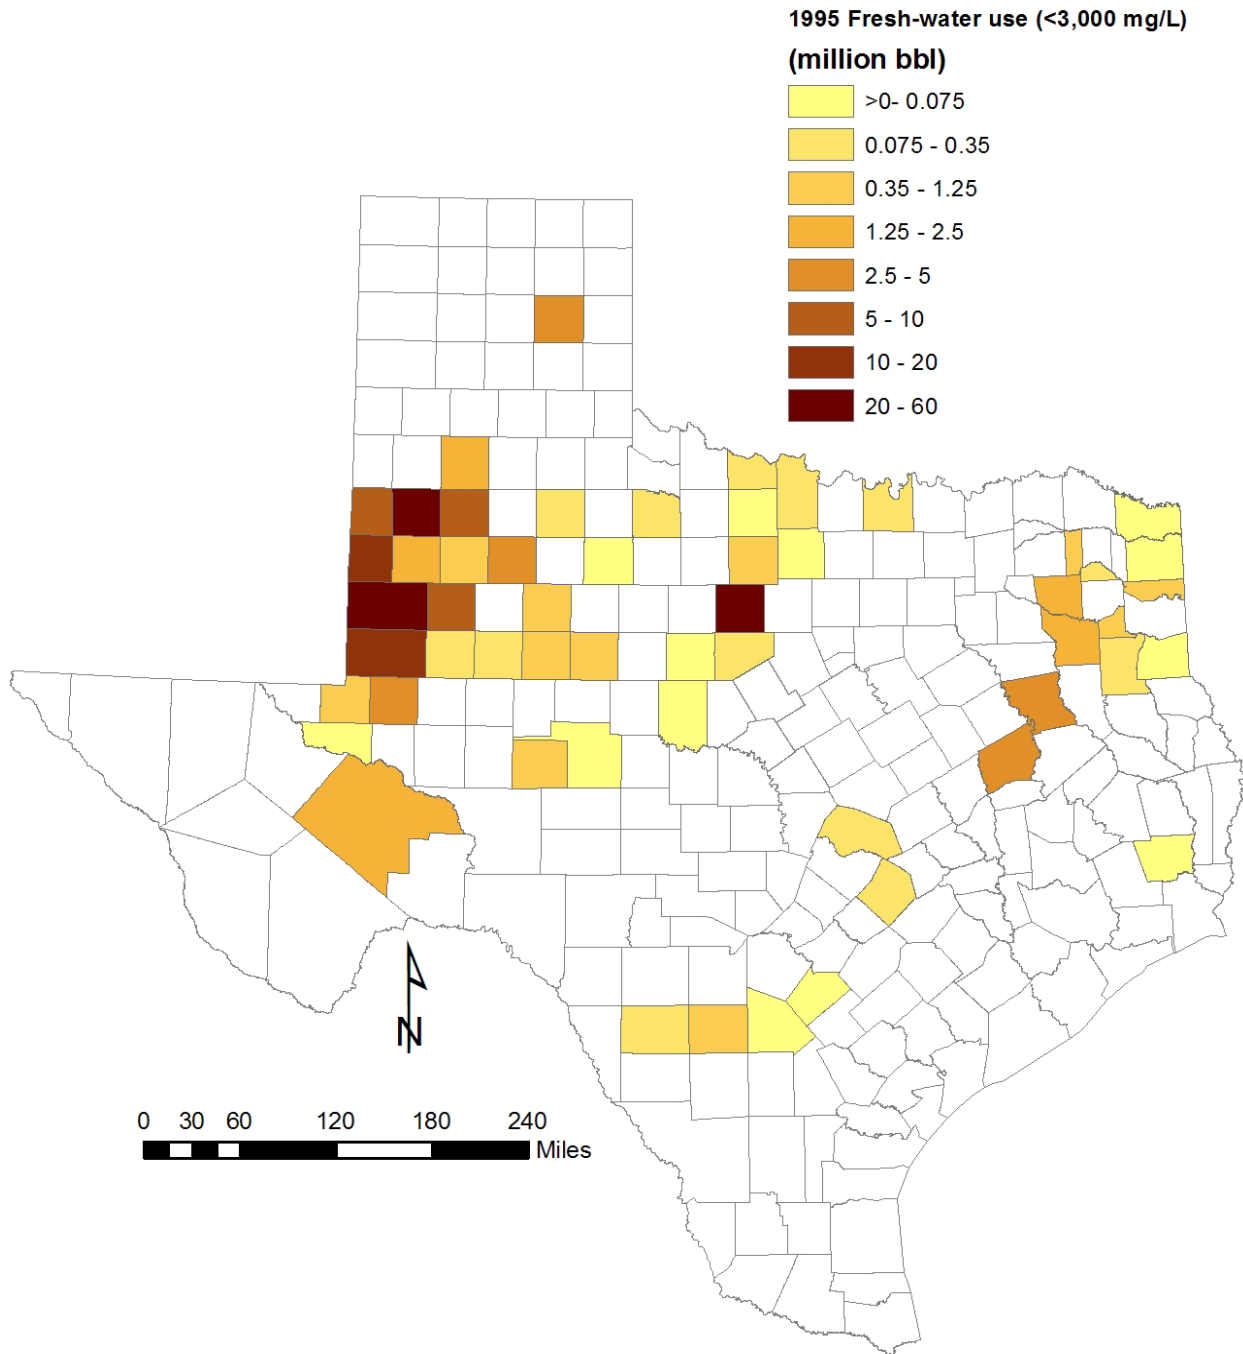 1995 Fresh-water use (<3,000 mg/L)
(million bbl)
>0- 0.075
0.075 - 0.35
0.35 - 1.25
1.25 - 2.5
2.5 - 5
5 - 10
10 - 20
20 - 60
N
0 30 60 120 180 240
Miles